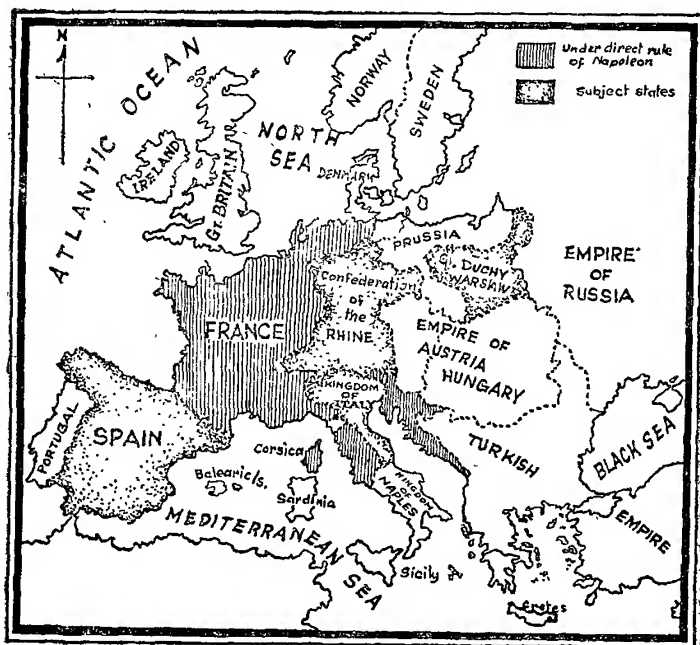 N
Under direct rule
of Napoleon
Subject states
ATLANTIC OCEAN
NORWAY
SWEDEN
NORTH
SEA
DENMARK
IRELAND
GT. BRITAIN
PRUSSIA
G. DUCHY
WARSAW
EMPIRE
OF
RUSSIA
Confederation
of
the
RHINE
FRANCE
EMPIRE OF
AUSTRIA
HUNGARY
KINGDOM
OF
ITALY
PORTUGAL
SPAIN
Corsica
TURKISH
BLACK SEA
Balearic Is.
Sardinia
KINGDOM
OF
NAPLES
EMPIRE
MEDITERRANEAN SEA
Sicily
Cretes